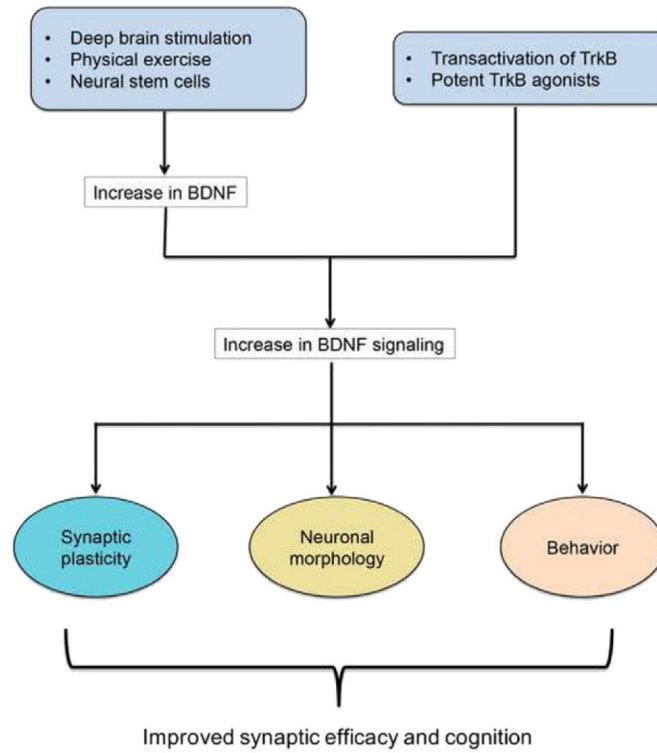 • Deep brain stimulation
• Physical exercise
• Neural stem cells
• Transactivation of TrkB
• Potent TrkB agonists
Increase in BDNF
Increase in BDNF signaling
Synaptic
plasticity
Neuronal
morphology
Behavior
Improved synaptic efficacy and cognition